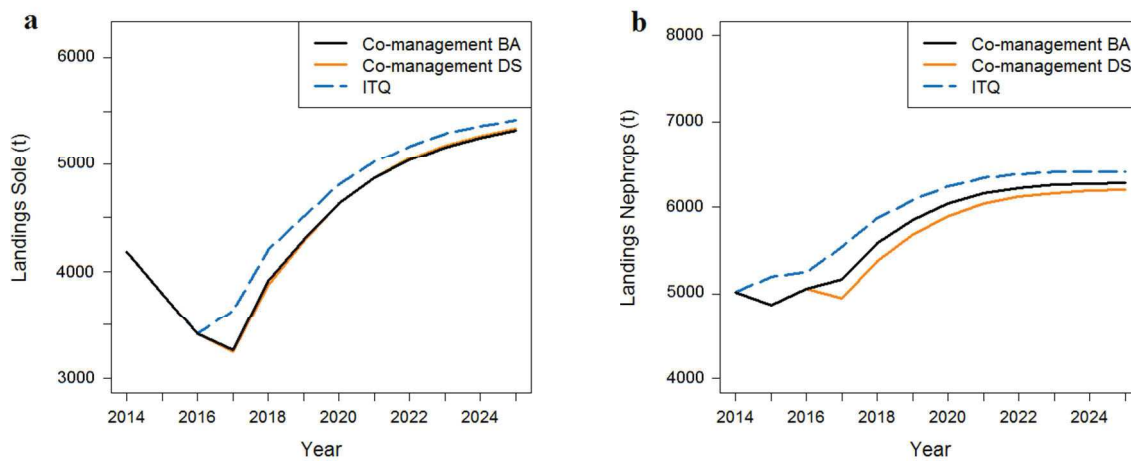 a
Landings Sole (t)
6000
5000
4000
3000
Co-management BA
Co-management DS
ITQ
2014 2016 2018 2020 2022 2024
Year
b
Landings Nephrops (t)
8000
7000
6000
5000
4000
Co-management BA
Co-management DS
ITQ
2014 2016 2018 2020 2022 2024
Year